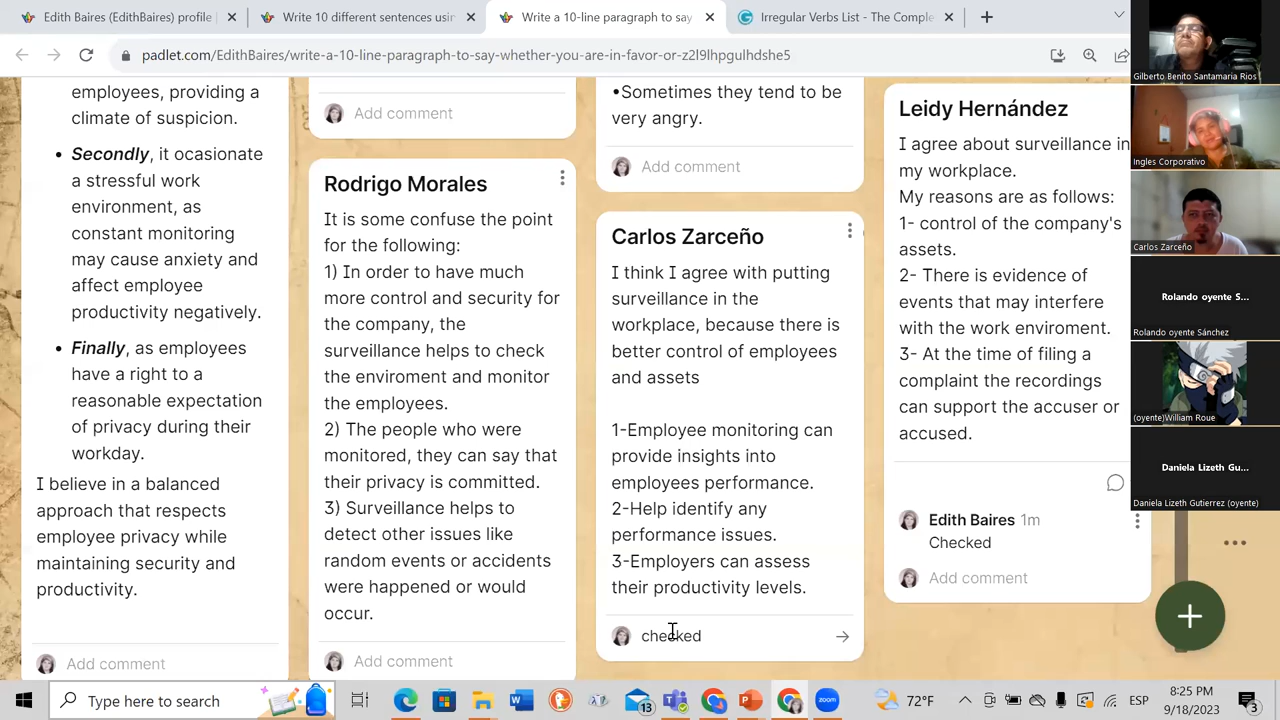 Edith Baires (EdithBaires) profile |
Write 10 different sentences usin
Write a 10-line paragraph to say
Irregular Verbs List - The Comple
padlet.com/EdithBaires/write-a-10-line-paragraph-to-say-whether-you-are-in-favor-or-z2l9lhpgulhdshe5
employees, providing a
climate of suspicion.
• Secondly, it ocasionate
a stressful work
environment, as
constant monitoring
may cause anxiety and
affect employee
productivity negatively.
• Finally, as employees
have a right to a
reasonable expectation
of privacy during their
workday.
I believe in a balanced
approach that respects
employee privacy while
maintaining security and
productivity.
Add comment
Add comment
Rodrigo Morales
It is some confuse the point
for the following:
1) In order to have much
more control and security for
the company, the
surveillance helps to check
the enviroment and monitor
the employees.
2) The people who were
monitored, they can say that
their privacy is committed.
3) Surveillance helps to
detect other issues like
random events or accidents
were happened or would
occur.
Add comment
•Sometimes they tend to be
very angry.
Add comment
Carlos Zarceño
I think I agree with putting
surveillance in the
workplace, because there is
better control of employees
and assets
1-Employee monitoring can
provide insights into
employees performance.
2-Help identify any
performance issues.
3-Employers can assess
their productivity levels.
checked
Leidy Hernández
I agree about surveillance in
my workplace.
My reasons are as follows:
1- control of the company's
assets.
2- There is evidence of
events that may interfere
with the work enviroment.
3- At the time of filing a
complaint the recordings
can support the accuser or
accused.
Edith Baires 1m
Checked
Add comment
Gilberto Benito Santamaria Rios
Ingles Corporativo
Carlos Zarceño
Rolando oyente S...
Rolando oyente Sánchez
(oyente)William Roue
Daniela Lizeth Gu...
Daniela Lizeth Gutierrez (oyente)
Type here to search
13
zoom
72°F
ESP
8:25 PM
9/18/2023
3